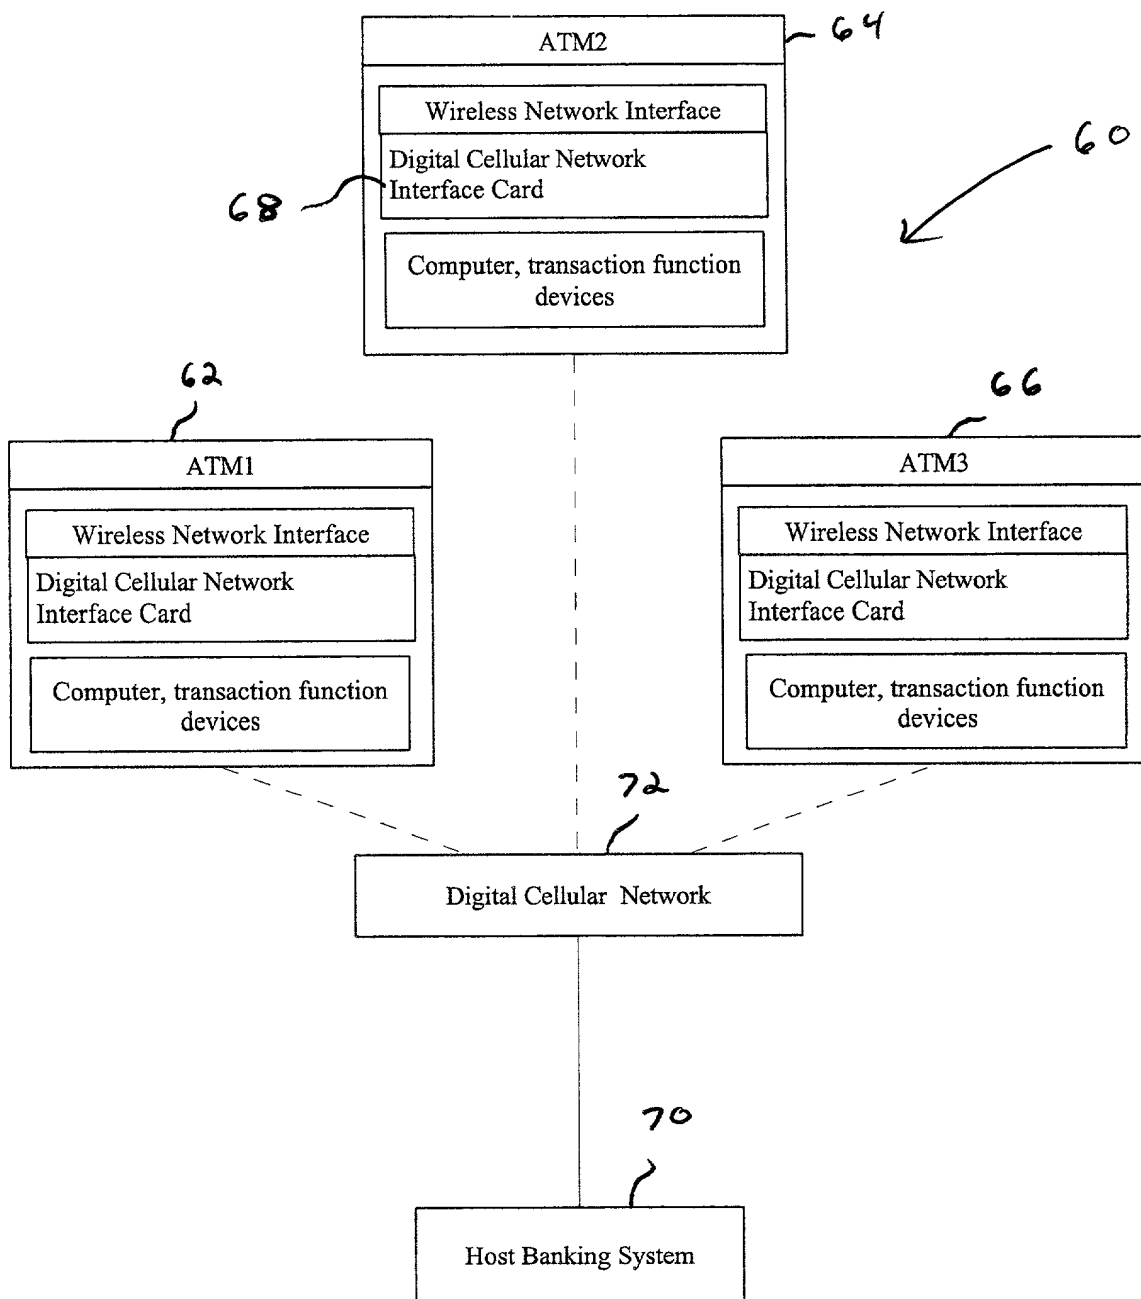 64
ATM2
Wireless Network Interface
Digital Cellular Network
Interface Card
60
68
Computer, transaction function
devices
62
66
ATM1
Wireless Network Interface
Digital Cellular Network
Interface Card
Computer, transaction function
devices
ATM3
Wireless Network Interface
Digital Cellular Network
Interface Card
Computer, transaction function
devices
72
Digital Cellular Network
70
Host Banking System